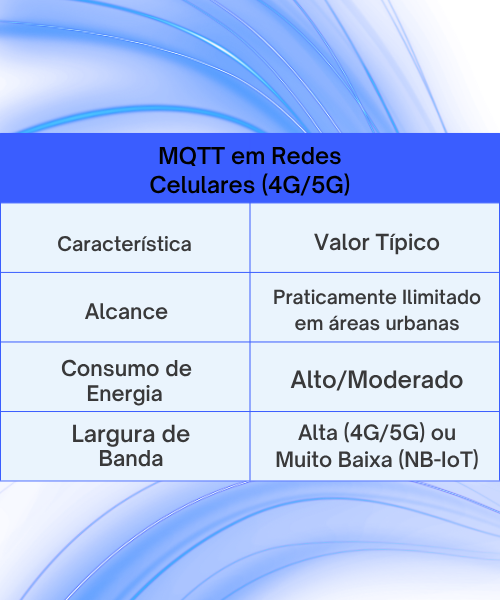 MQTT em Redes
Celulares (4G/5G)
Característica
Valor Típico
Alcance
Praticamente Ilimitado
em áreas urbanas
Consumo de
Energia
Alto/Moderado
Largura de
Banda
Alta (4G/5G) ou
Muito Baixa (NB-IoT)